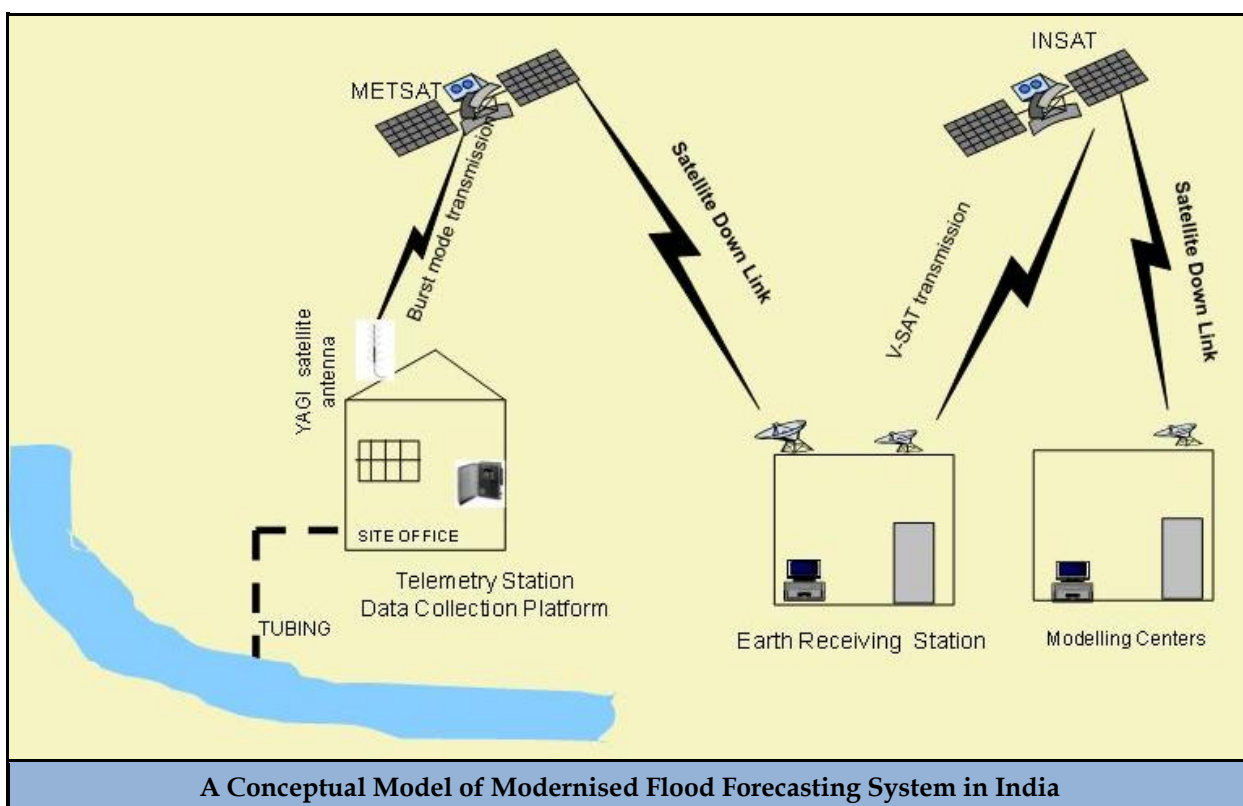 INSAT
METSAT
Burst mode transmission
Satellite Down Link
V-SAT transmission
Satellite Down Link
YAGI satellite
antenna
SITE OFFICE
Telemetry Station
Data Collection Platform
TUBING
Earth Receiving Station
Modelling Centers
A Conceptual Model of Modernised Flood Forecasting System in India